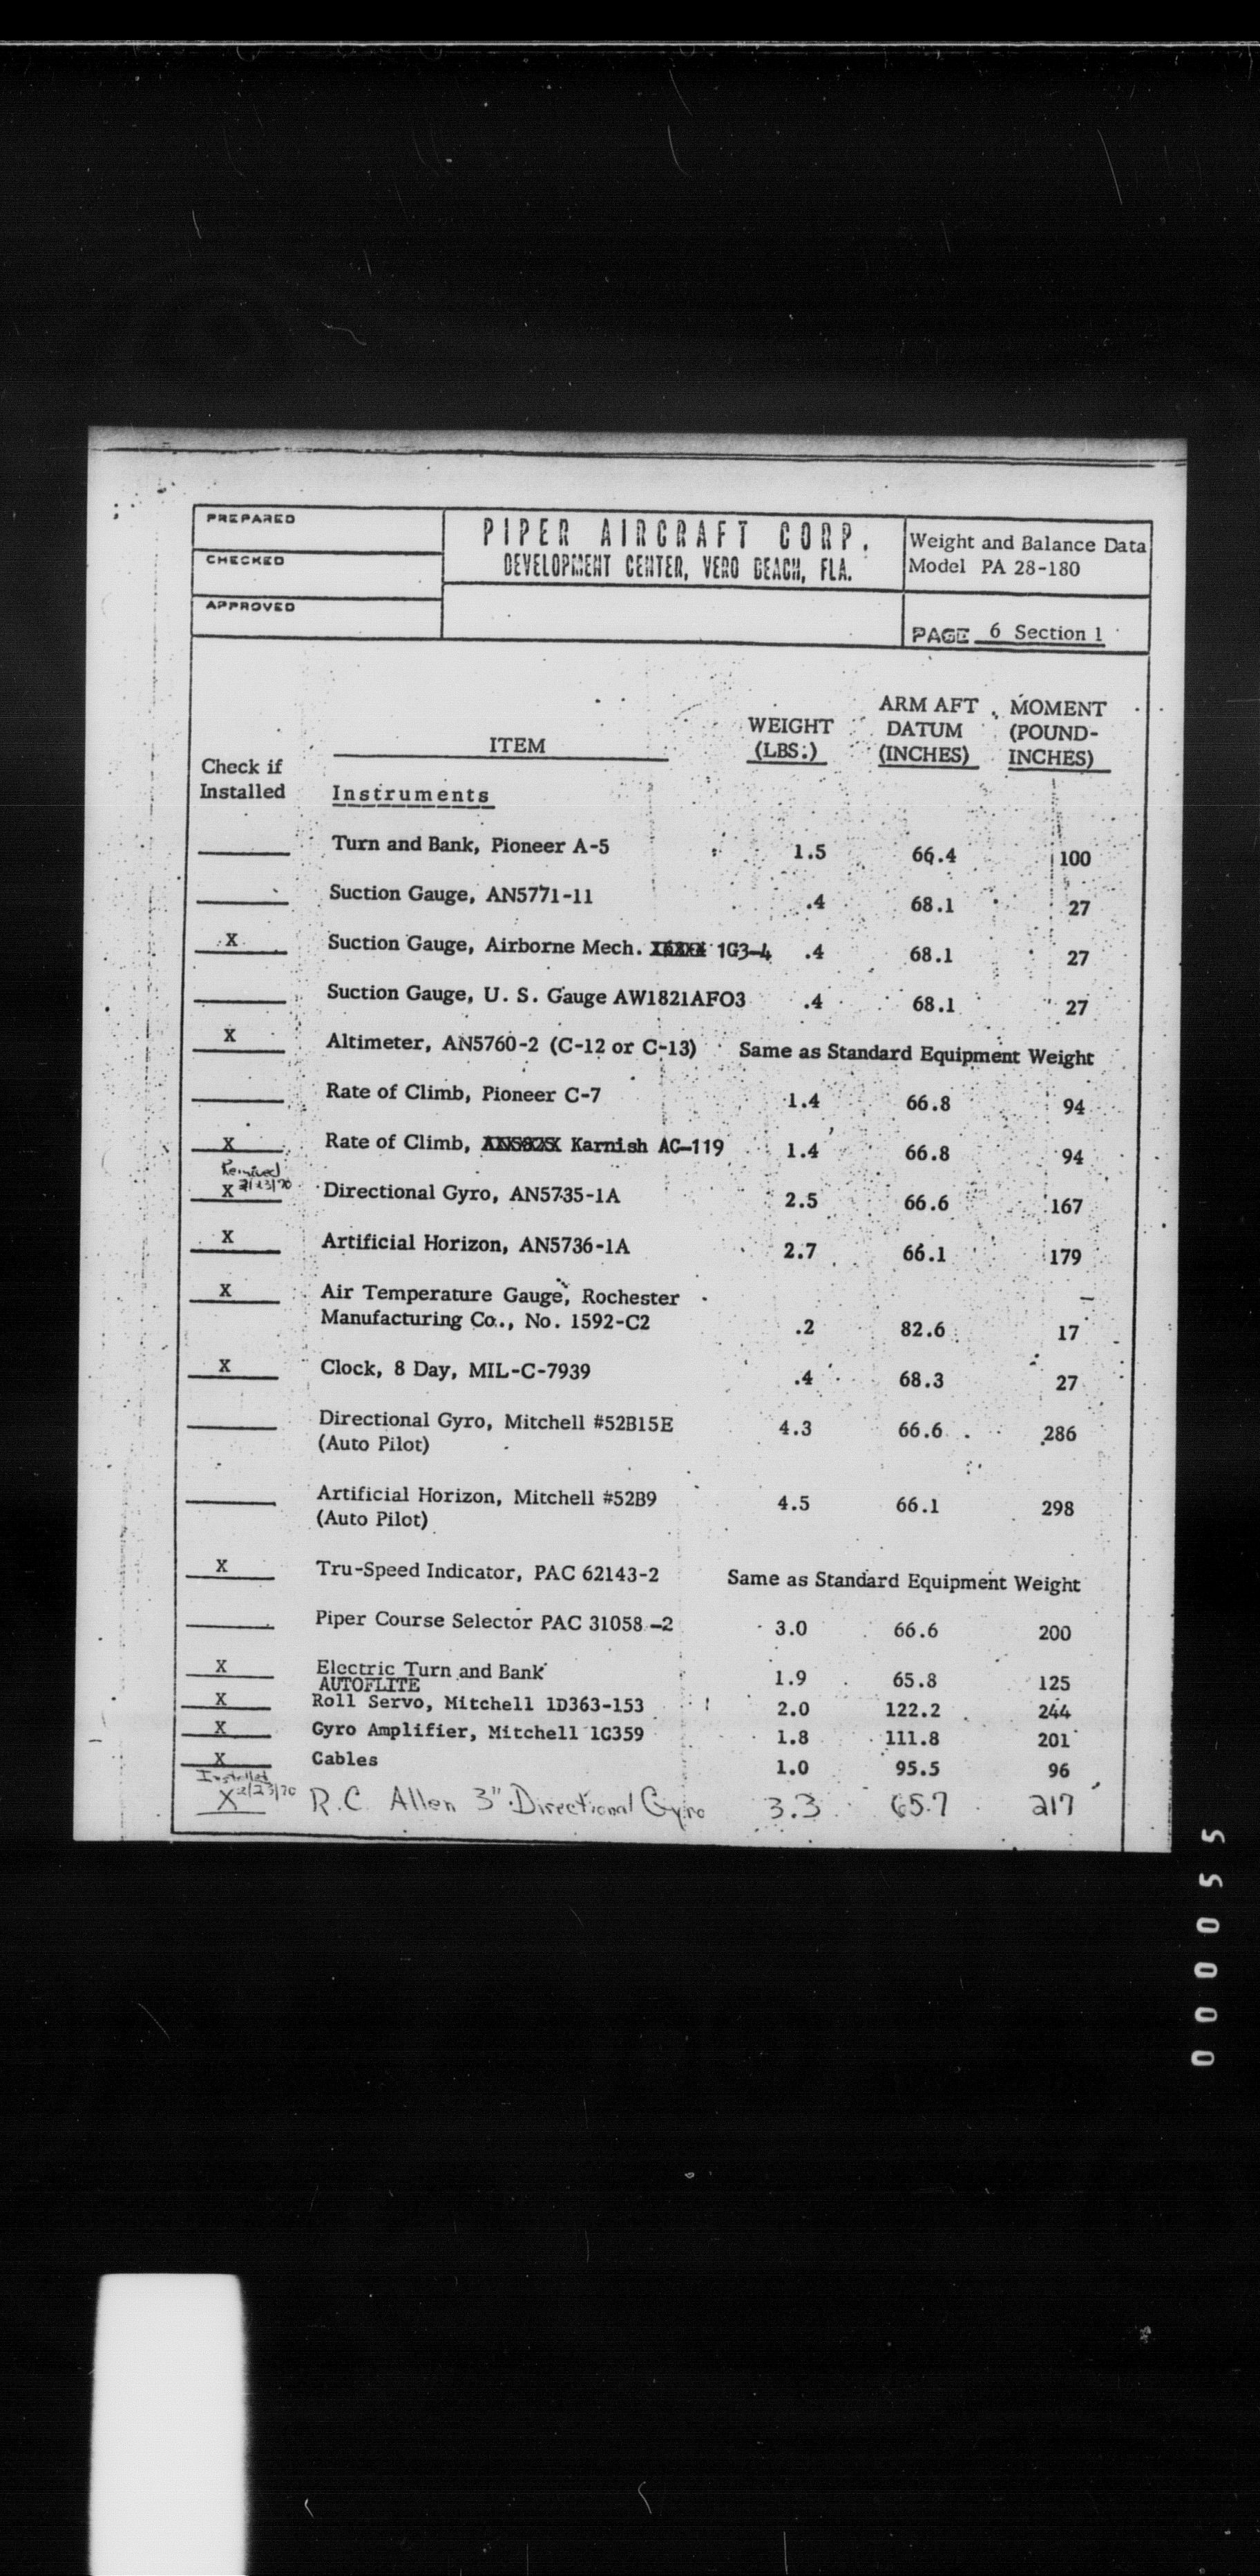 PREPARED
CHECKED
APPROVED
PIPER AIRCRAFT CORP.
DEVELOPMENT CENTER, VERO BEACH, FLA.
Weight and Balance Data
Model PA 28-180
PAGE 6 Section 1
Check if Installed
ITEM
WEIGHT (LBS.)
ARM AFT DATUM (INCHES)
MOMENT (POUND-INCHES)
Instruments
Turn and Bank, Pioneer A-5 1.5 66.4 100
Suction Gauge, AN5771-11 .4 68.1 27
X Suction Gauge, Airborne Mech. 1G3-4 .4 68.1 27
Suction Gauge, U. S. Gauge AW1821AFO3 .4 68.1 27
X Altimeter, AN5760-2 (C-12 or C-13) Same as Standard Equipment Weight
Rate of Climb, Pioneer C-7 1.4 66.8 94
X Rate of Climb, Karnish AC-119 1.4 66.8 94
Removed
X 2/23/70 Directional Gyro, AN5735-1A 2.5 66.6 167
X Artificial Horizon, AN5736-1A 2.7 66.1 179
X Air Temperature Gauge, Rochester
Manufacturing Co., No. 1592-C2 .2 82.6 17
X Clock, 8 Day, MIL-C-7939 .4 68.3 27
Directional Gyro, Mitchell #52B15E 4.3 66.6 286
(Auto Pilot)
Artificial Horizon, Mitchell #52B9 4.5 66.1 298
(Auto Pilot)
X Tru-Speed Indicator, PAC 62143-2 Same as Standard Equipment Weight
Piper Course Selector PAC 31058-2 3.0 66.6 200
X Electric Turn and Bank 1.9 65.8 125
AUTOFLITE
X Roll Servo, Mitchell 1D363-153 2.0 122.2 244
X Gyro Amplifier, Mitchell 1C359 1.8 111.8 201
X Cables 1.0 95.5 96
Installed
X 2/23/70 R.C. Allen 3" Directional Gyro 3.3 65.7 217
000055